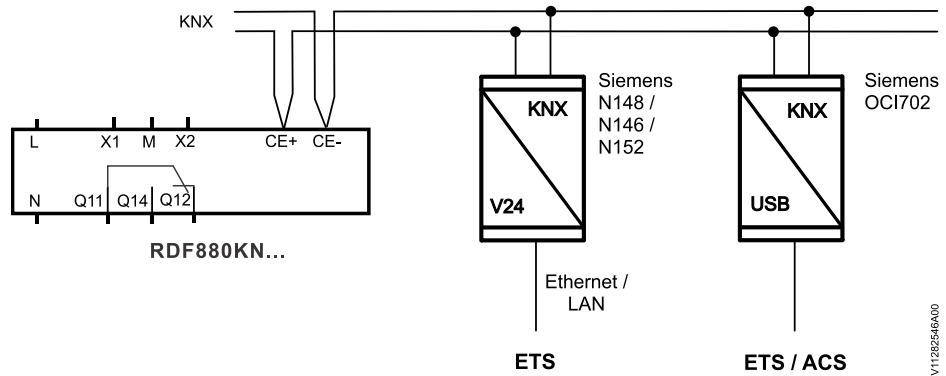 KNX
L X1 M X2 CE+ CE-
N Q11 Q14 Q12
RDF880KN...
KNX
V24
Siemens
N148 /
N146 /
N152
Ethernet /
LAN
ETS
KNX
USB
Siemens
OCI702
ETS / ACS
V11282546A00